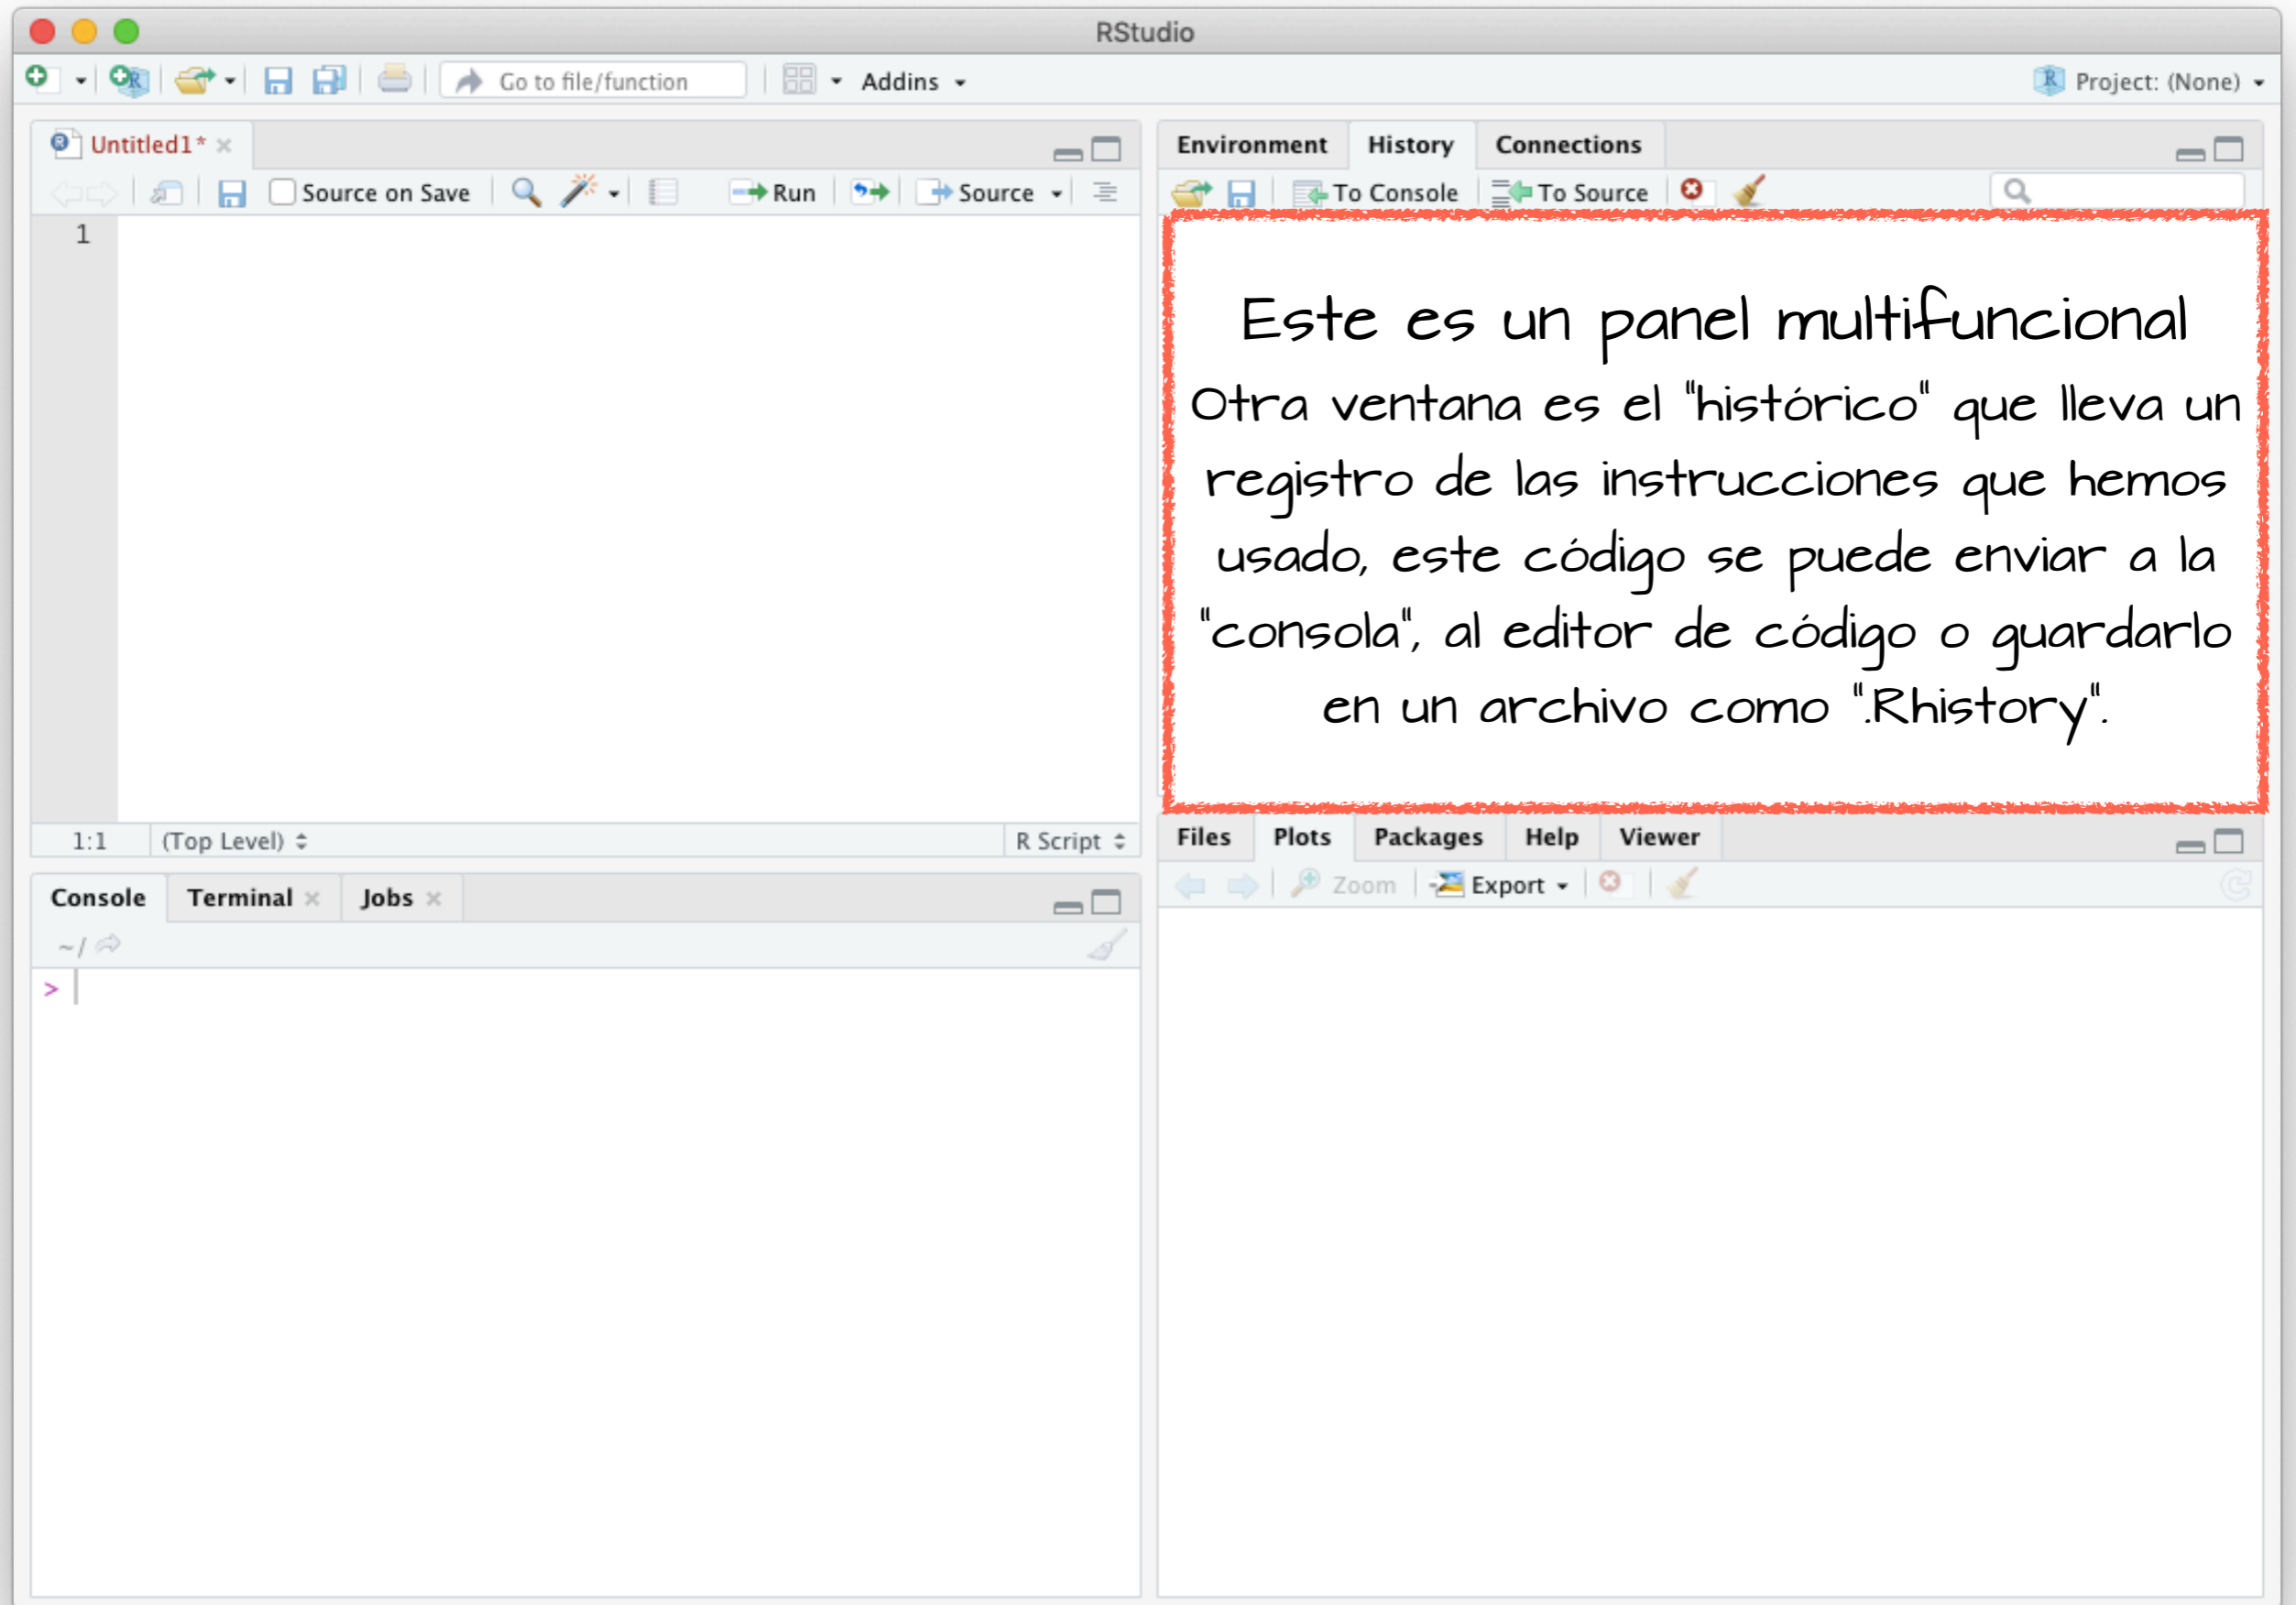 RStudio
Go to file/function
Addins
Project: (None)
Untitled1*
Source on Save
Run
Source
1
1:1
(Top Level)
R Script
Console
Terminal
Jobs
~/
>
Environment
History
Connections
To Console
To Source
Este es un panel multifuncional
Otra ventana es el "histórico" que lleva un
registro de las instrucciones que hemos
usado, este código se puede enviar a la
"consola", al editor de código o guardarlo
en un archivo como ".Rhistory".
Files
Plots
Packages
Help
Viewer
Zoom
Export